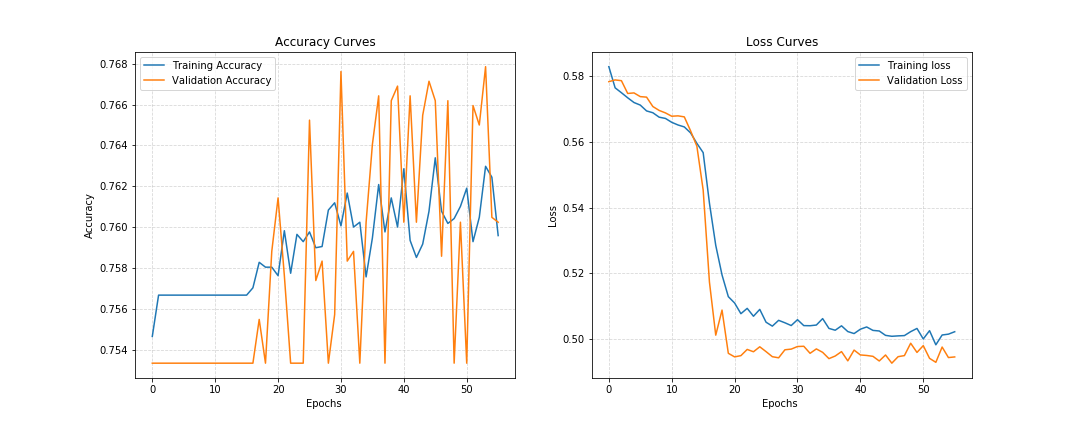 Accuracy Curves
Training Accuracy
Validation Accuracy
0.768
0.766
0.764
0.762
0.760
0.758
0.756
0.754
Accuracy
0 10 20 30 40 50
Epochs
Loss Curves
Training loss
Validation Loss
0.58
0.56
0.54
0.52
0.50
Loss
0 10 20 30 40 50
Epochs